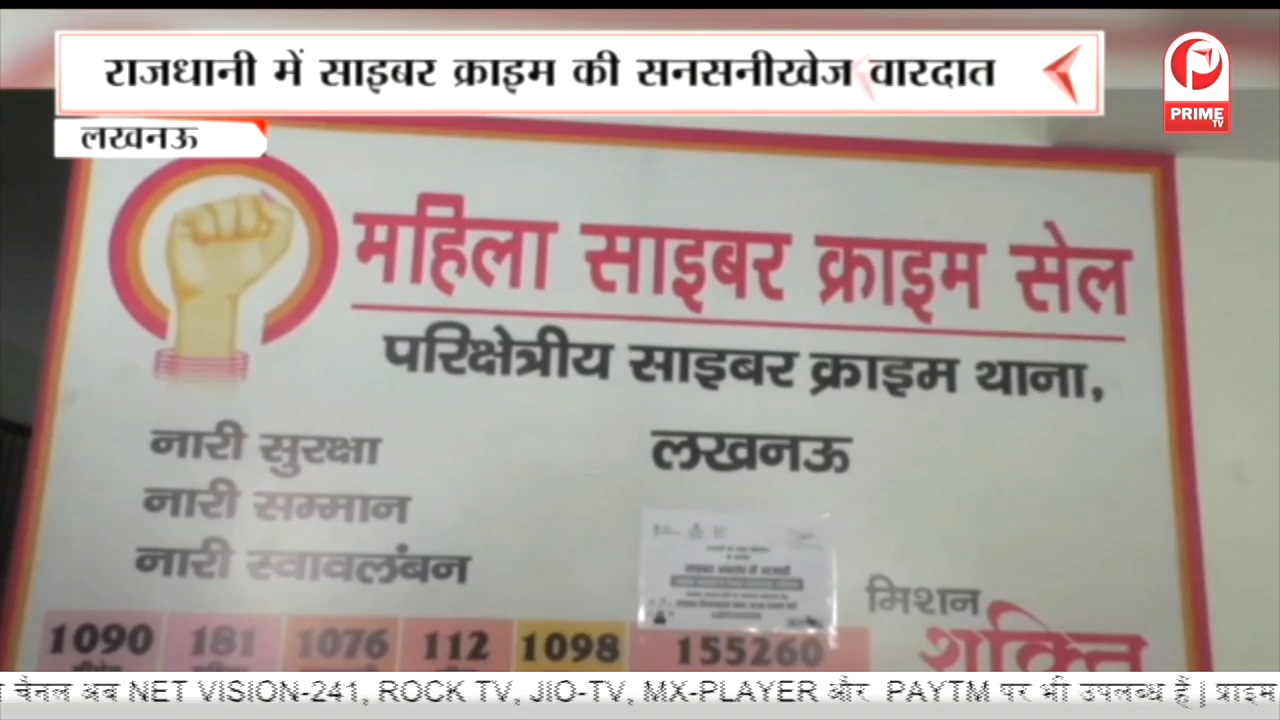 राजधानी में साइबर क्राइम की सनसनीखेज वारदात
PRIME
TV
लखनऊ
महिला साइबर क्राइम सेल
परिक्षेत्रीय साइबर क्राइम थाना,
लखनऊ
नारी सुरक्षा
नारी सम्मान
नारी स्वावलंबन
मिशन
शक्ति
1090 181 1076 112 1098 155260
चैनल अब NET VISION-241, ROCK TV, JIO-TV, MX-PLAYER और PAYTM पर भी उपलब्ध हैं | प्राइम